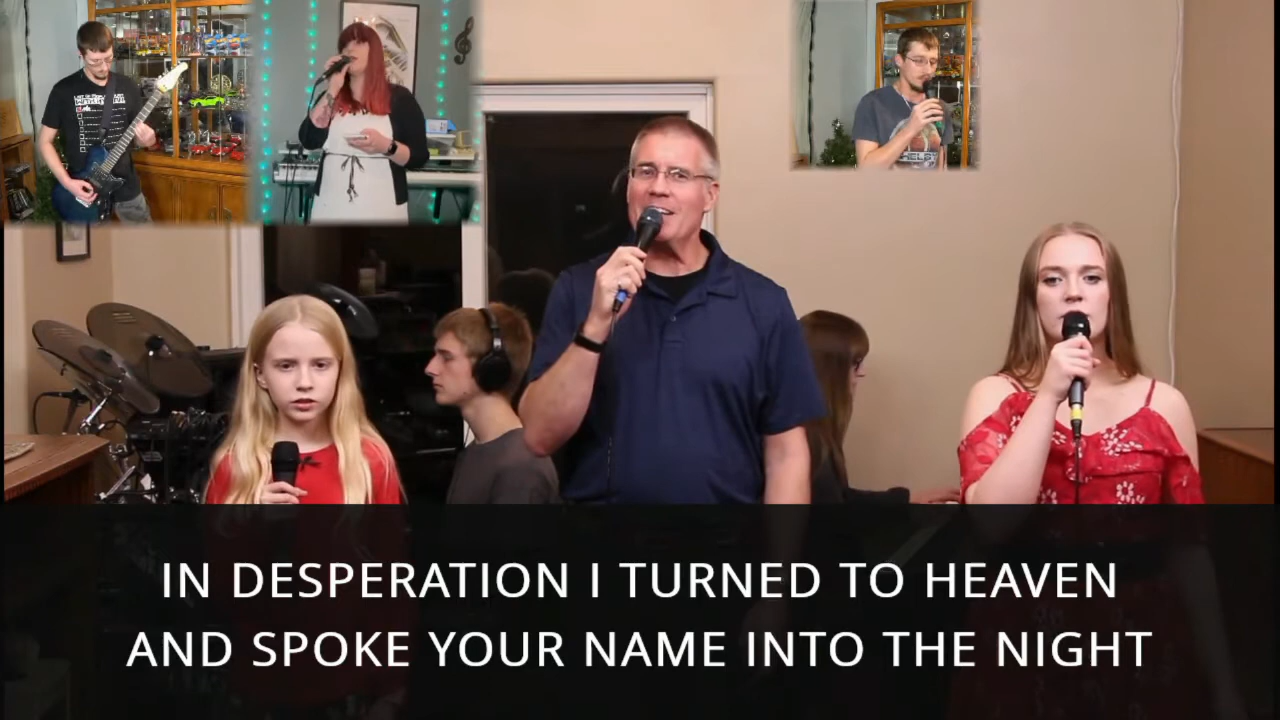 IN DESPERATION I TURNED TO HEAVEN
AND SPOKE YOUR NAME INTO THE NIGHT